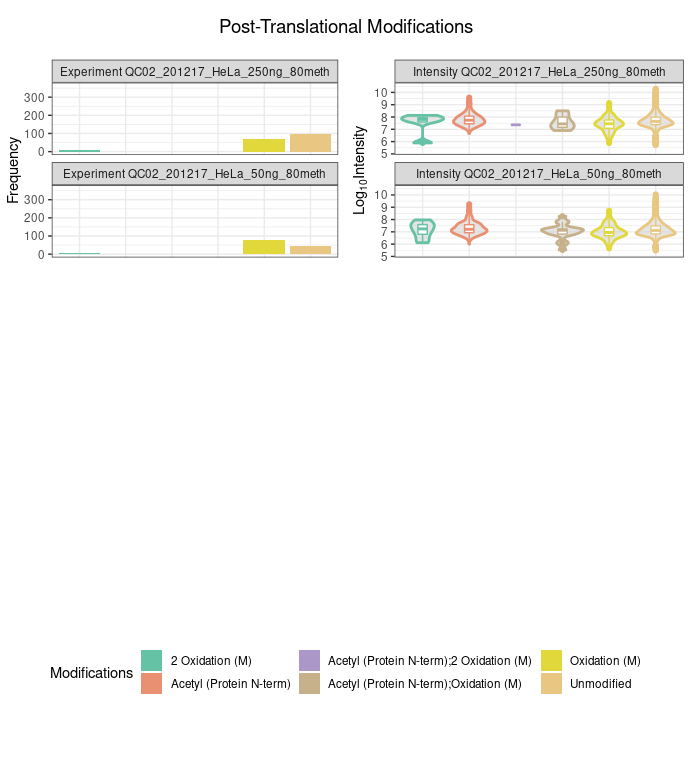 Post-Translational Modifications
Experiment QC02_201217_HeLa_250ng_80meth
300
200
100
0
Experiment QC02_201217_HeLa_50ng_80meth
300
200
100
0
Frequency
Intensity QC02_201217_HeLa_250ng_80meth
10
9
8
7
6
5
Intensity QC02_201217_HeLa_50ng_80meth
10
9
8
7
6
5
Log10Intensity
Modifications
2 Oxidation (M)
Acetyl (Protein N-term)
Acetyl (Protein N-term);2 Oxidation (M)
Acetyl (Protein N-term);Oxidation (M)
Oxidation (M)
Unmodified